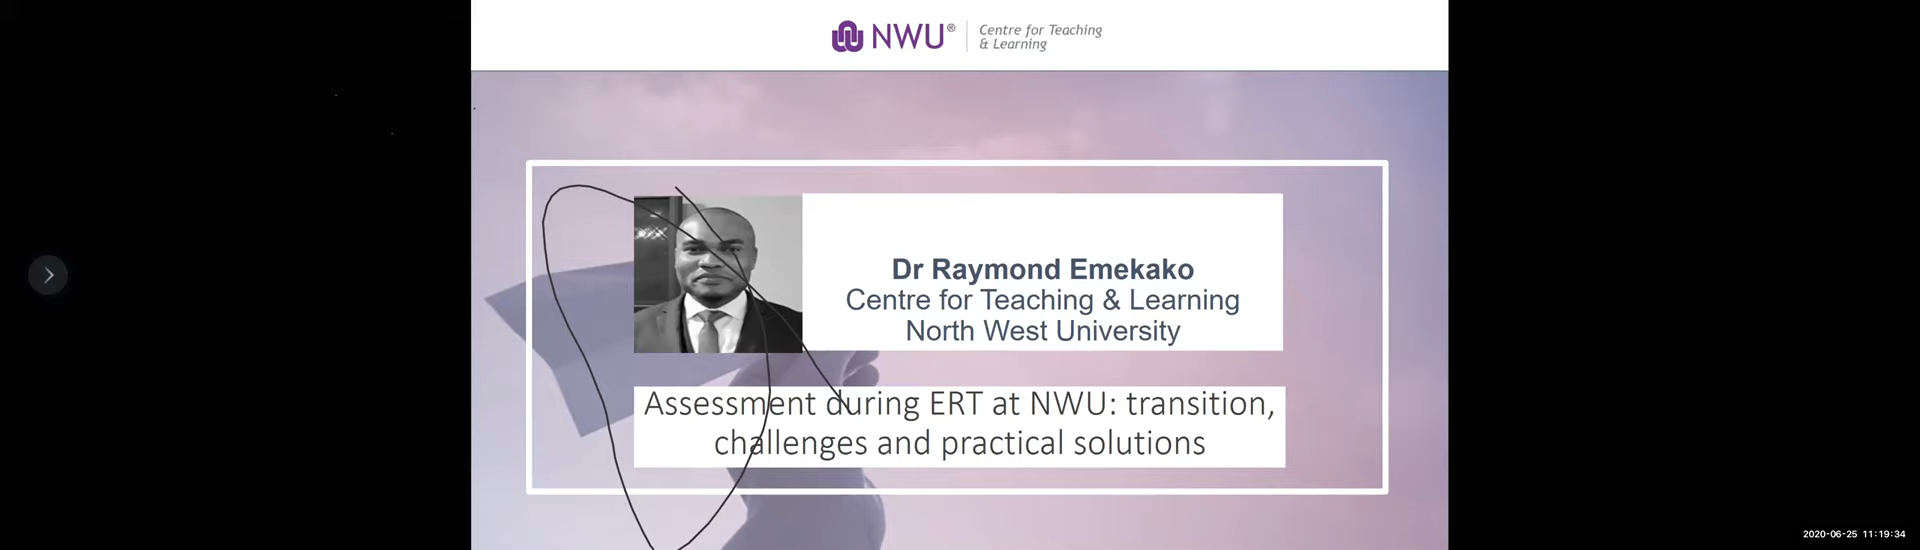 NWU®
Centre for Teaching
& Learning
Dr Raymond Emekako
Centre for Teaching & Learning
North West University
Assessment during ERT at NWU: transition,
challenges and practical solutions
2020-06-25 11:19:34